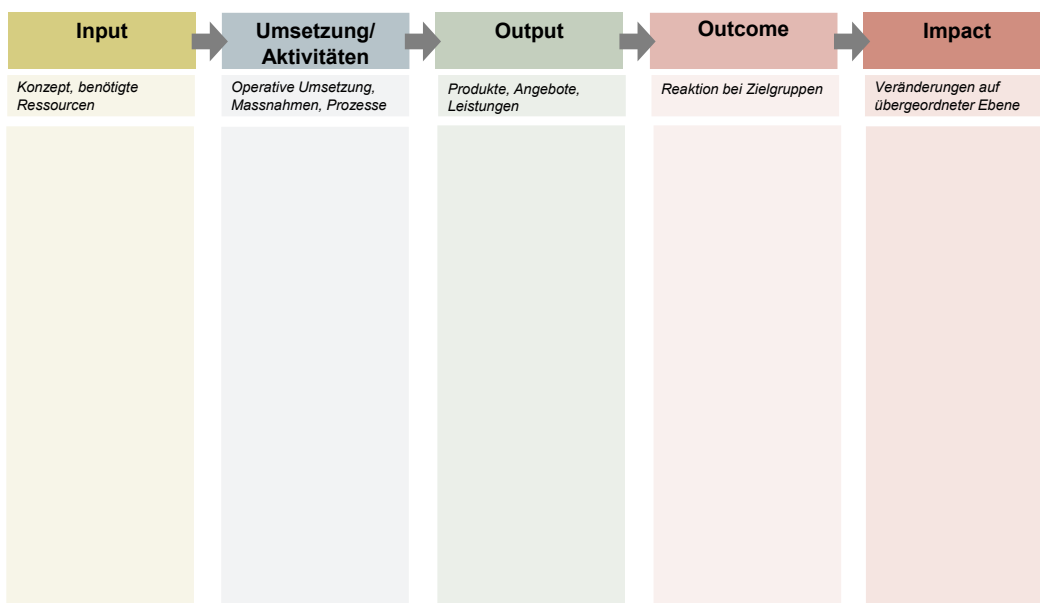 Input
Umsetzung/
Aktivitäten
Output
Outcome
Impact
Konzept, benötigte
Ressourcen
Operative Umsetzung,
Massnahmen, Prozesse
Produkte, Angebote,
Leistungen
Reaktion bei Zielgruppen
Veränderungen auf
übergeordneter Ebene